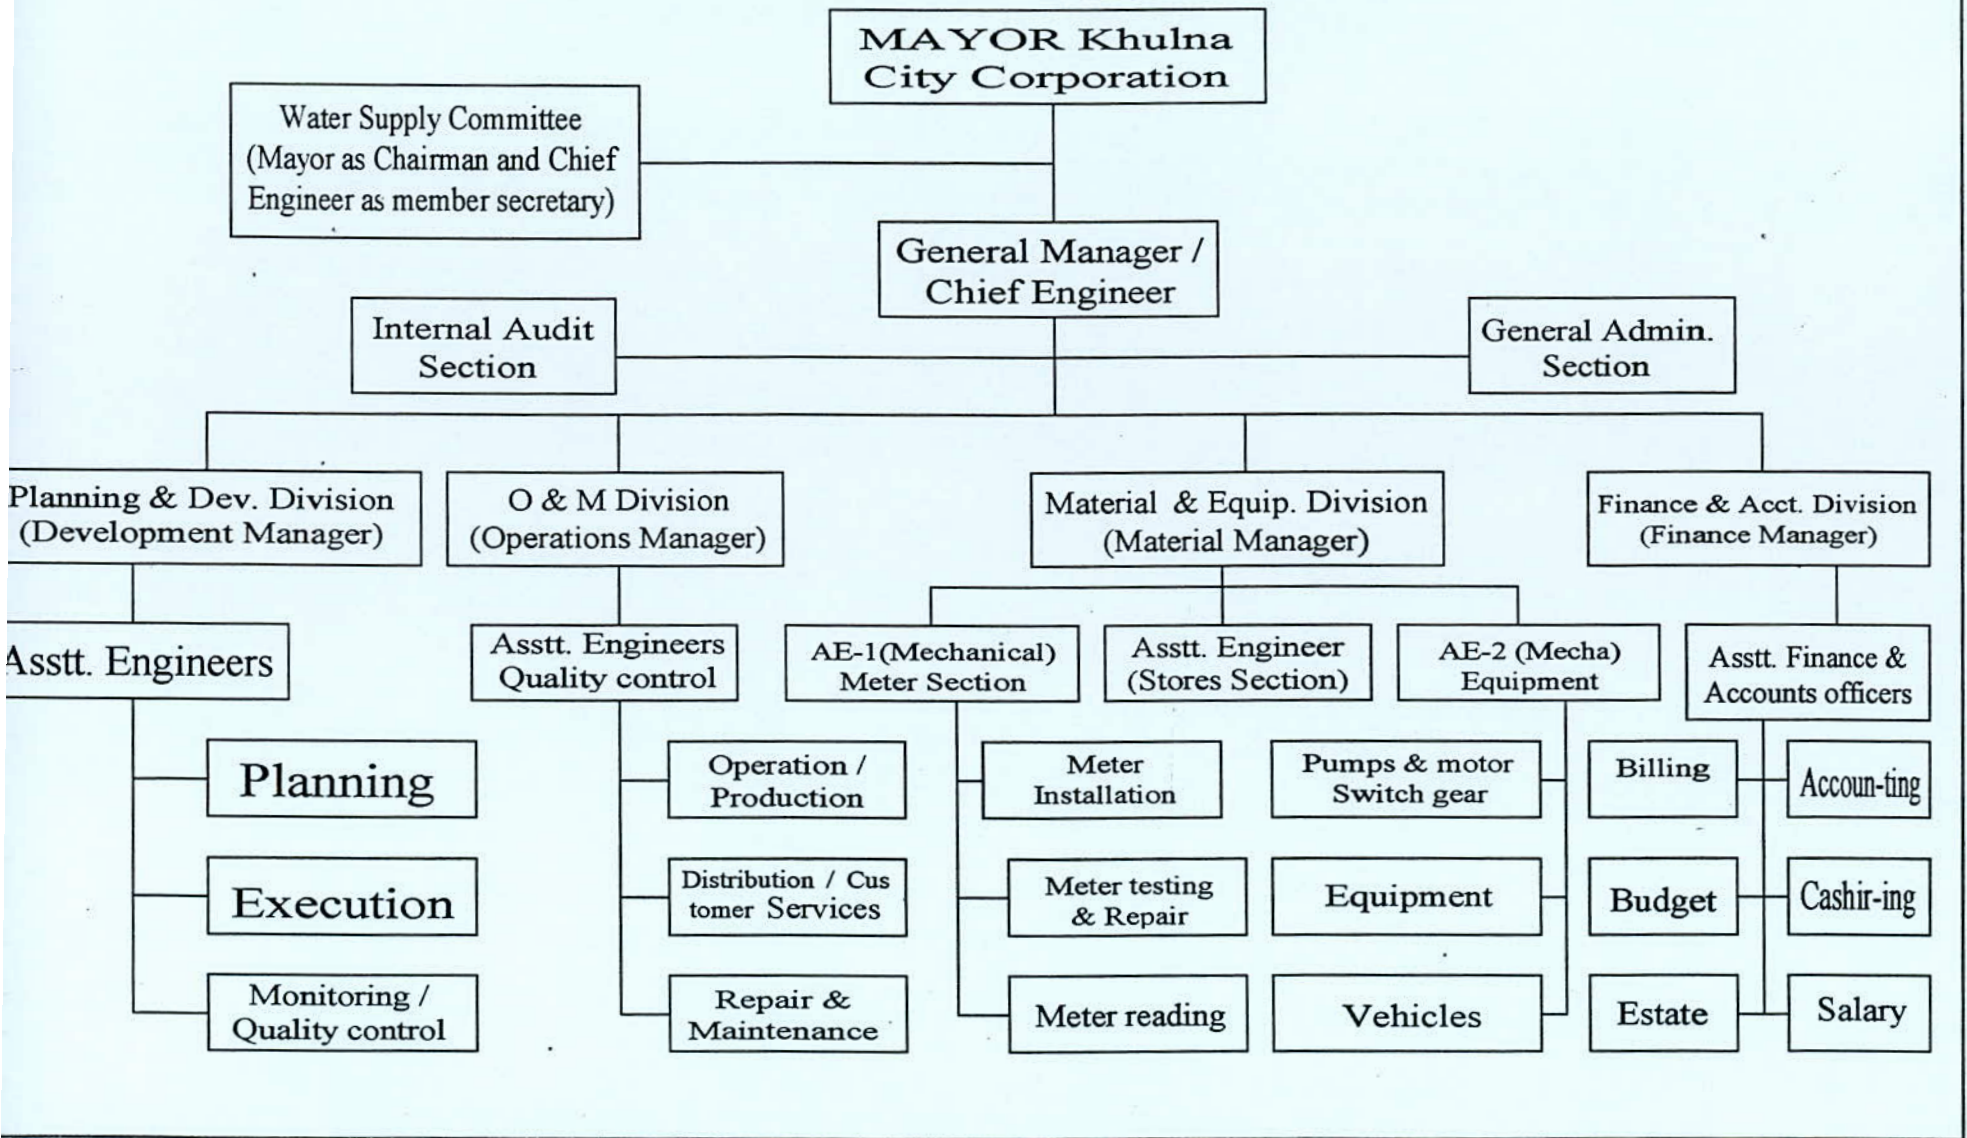 MAYOR Khulna
City Corporation
Water Supply Committee
(Mayor as Chairman and Chief
Engineer as member secretary)
General Manager /
Chief Engineer
Internal Audit
Section
General Admin.
Section
Planning & Dev. Division
(Development Manager)
O & M Division
(Operations Manager)
Material & Equip. Division
(Material Manager)
Finance & Acct. Division
(Finance Manager)
Asstt. Engineers
Asstt. Engineers
Quality control
AE-1(Mechanical)
Meter Section
Asstt. Engineer
(Stores Section)
AE-2 (Mecha)
Equipment
Asstt. Finance &
Accounts officers
Planning
Execution
Monitoring /
Quality control
Operation /
Production
Distribution / Cus
tomer Services
Repair &
Maintenance
Meter
Installation
Meter testing
& Repair
Meter reading
Pumps & motor
Switch gear
Equipment
Vehicles
Billing
Budget
Estate
Accoun-ting
Cashir-ing
Salary